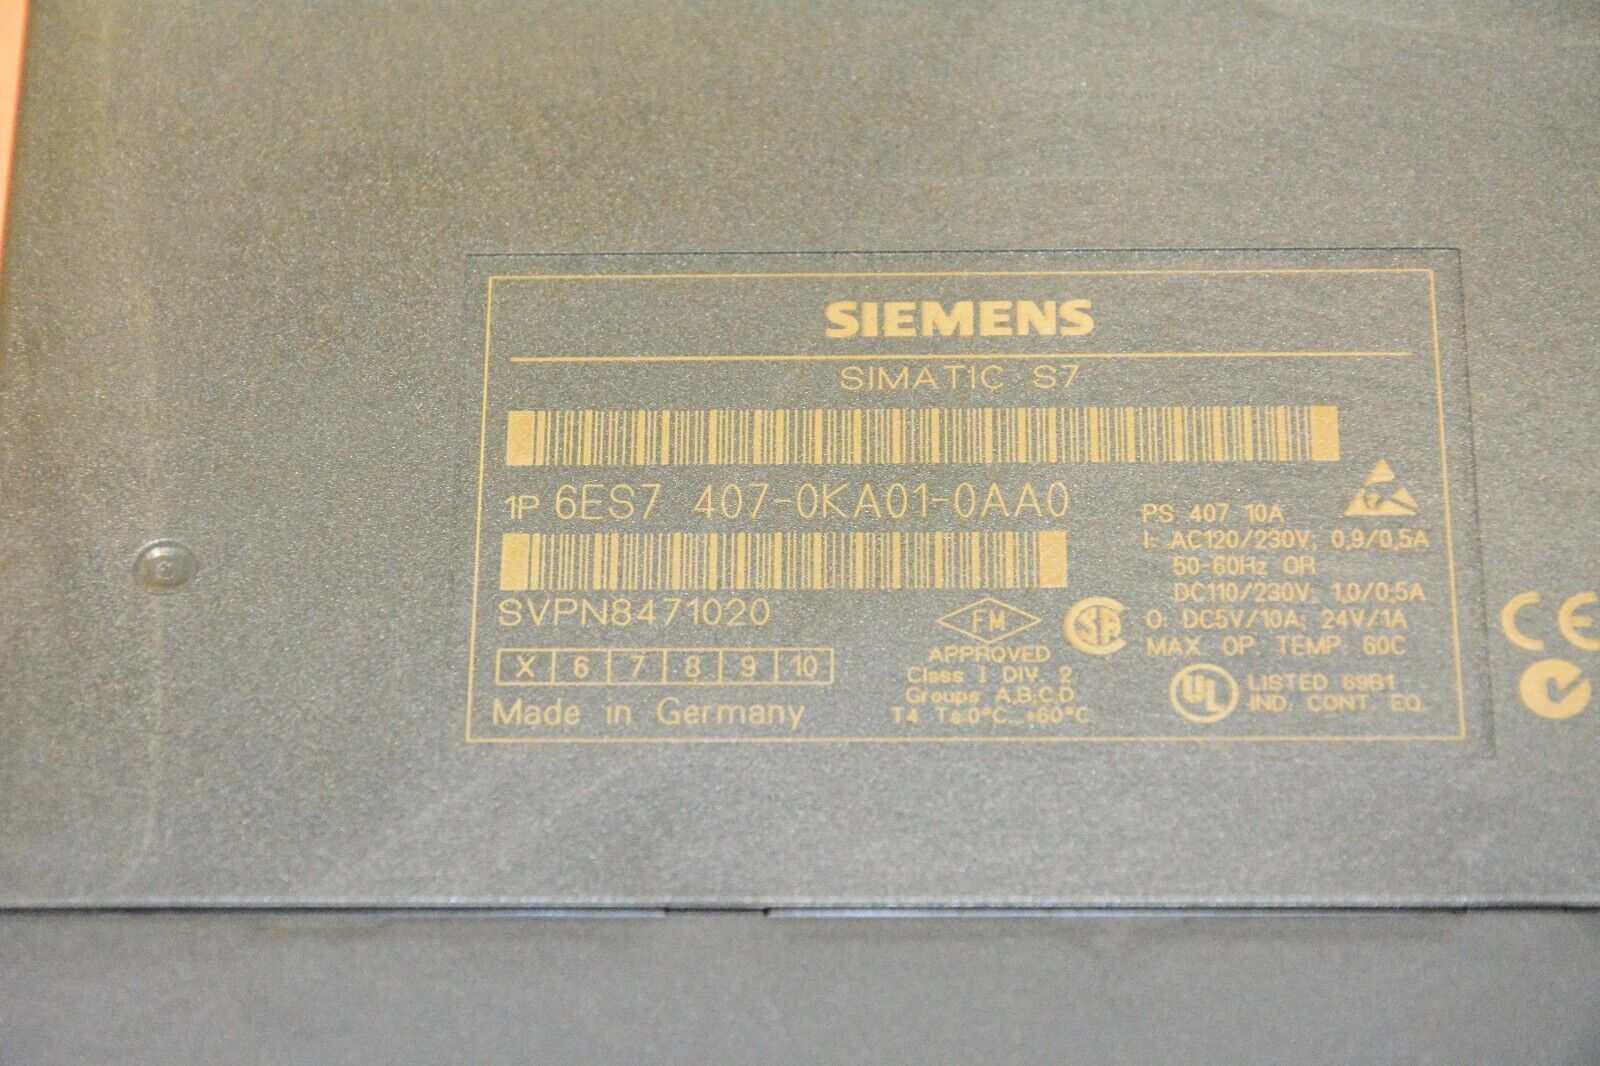 SIEMENS
SIMATIC S7
1P 6ES7 407-0KA01-0AA0
SVPN8471020
X 6 7 8 9 10
Made in Germany
FM
APPROVED
Class I DIV. 2
Groups A,B,C,D
T4 Ta:0°C...+60°C
PS 407 10A
I: AC120/230V; 0,9/0,5A
50-60Hz OR
DC110/230V; 1,0/0,5A
O: DC5V/10A; 24V/1A
MAX. OP. TEMP. 60C
SA
UL
LISTED 69B1
IND. CONT. EQ.
CE